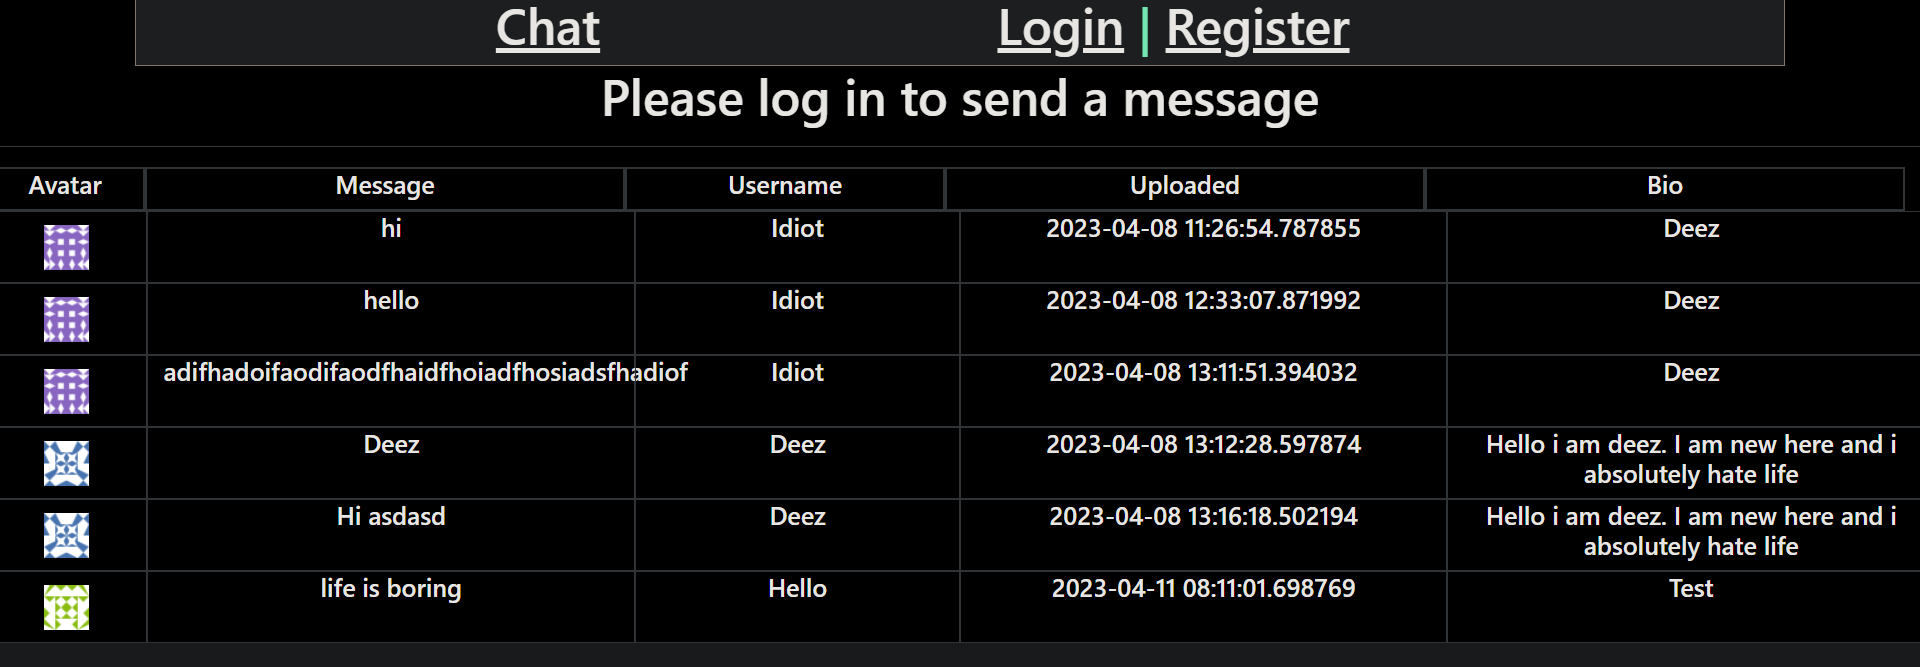 Chat Login | Register
Please log in to send a message
Avatar Message Username Uploaded Bio
hi Idiot 2023-04-08 11:26:54.787855 Deez
hello Idiot 2023-04-08 12:33:07.871992 Deez
adifhadoifaodifaodfhaidfhoiadfhosiadsfhadiof Idiot 2023-04-08 13:11:51.394032 Deez
Deez Deez 2023-04-08 13:12:28.597874 Hello i am deez. I am new here and i
absolutely hate life
Hi asdasd Deez 2023-04-08 13:16:18.502194 Hello i am deez. I am new here and i
absolutely hate life
life is boring Hello 2023-04-11 08:11:01.698769 Test